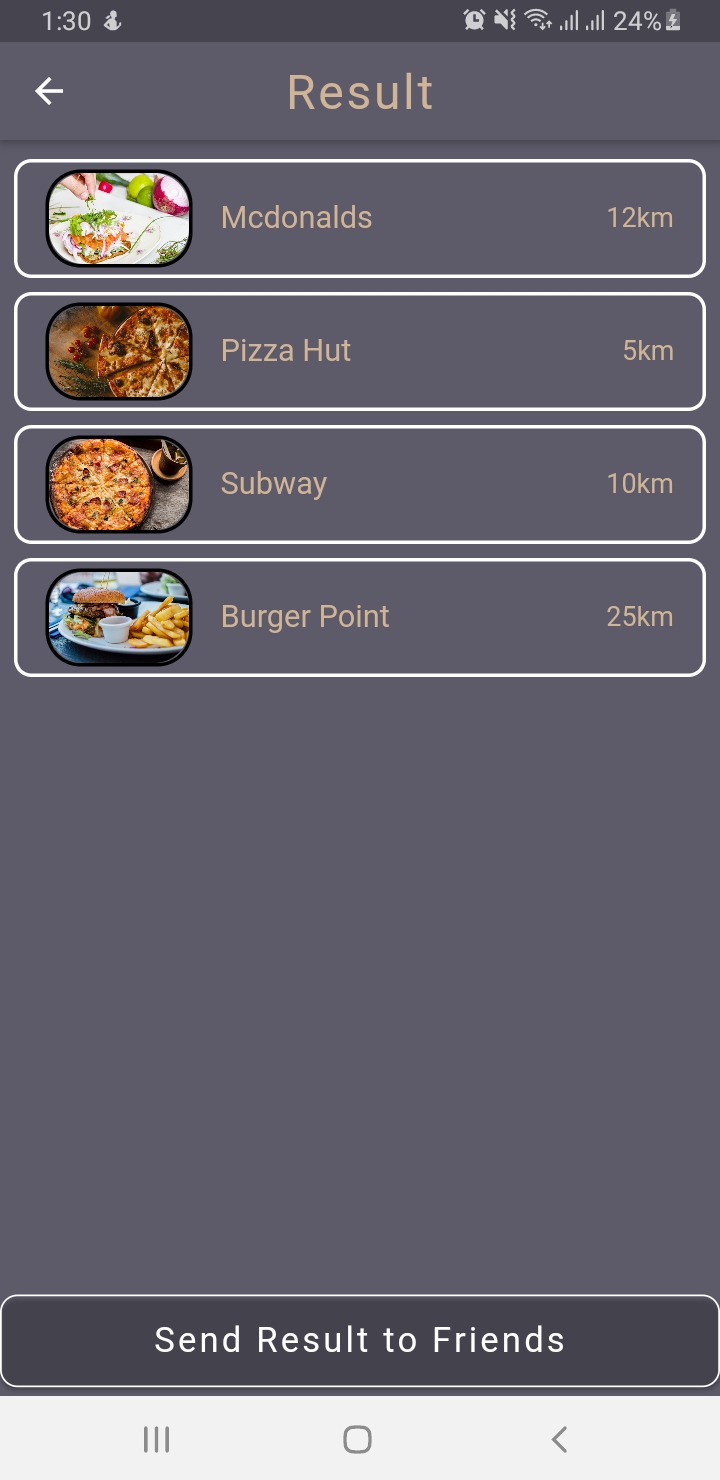 1:30 24%
Result
Mcdonalds 12km
Pizza Hut 5km
Subway 10km
Burger Point 25km
Send Result to Friends